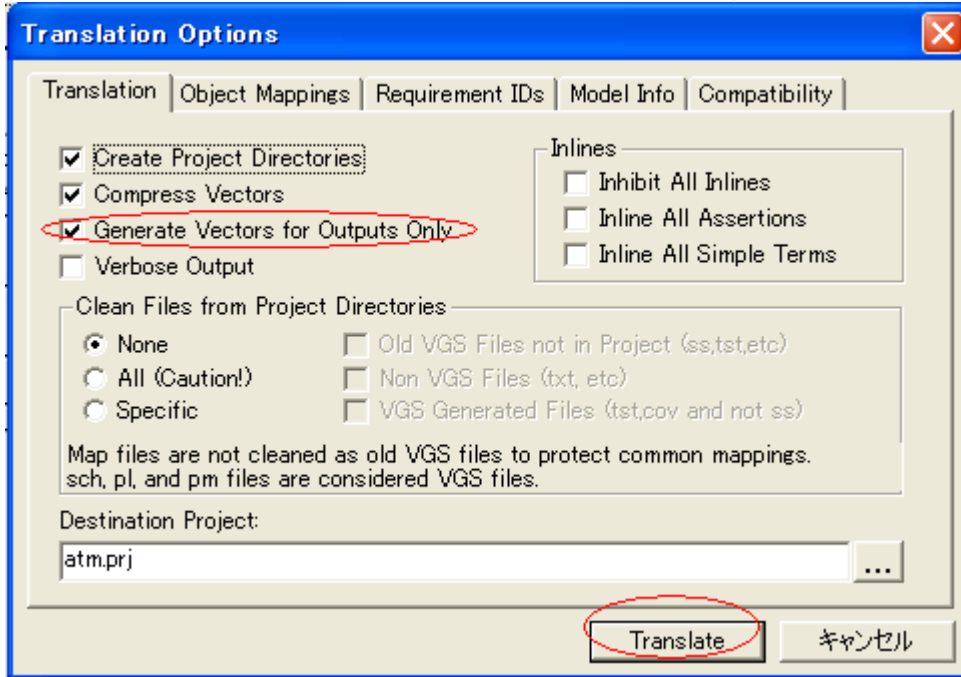 Translation Options
Translation Object Mappings Requirement IDs Model Info Compatibility
Create Project Directories
Compress Vectors
Generate Vectors for Outputs Only
Verbose Output
Inlines
Inhibit All Inlines
Inline All Assertions
Inline All Simple Terms
Clean Files from Project Directories
None
All (Caution!)
Specific
Old VGS Files not in Project (ss,tst,etc)
Non VGS Files (txt, etc)
VGS Generated Files (tst,cov and not ss)
Map files are not cleaned as old VGS files to protect common mappings.
sch, pl, and pm files are considered VGS files.
Destination Project:
atm.prj
...
Translate キャンセル